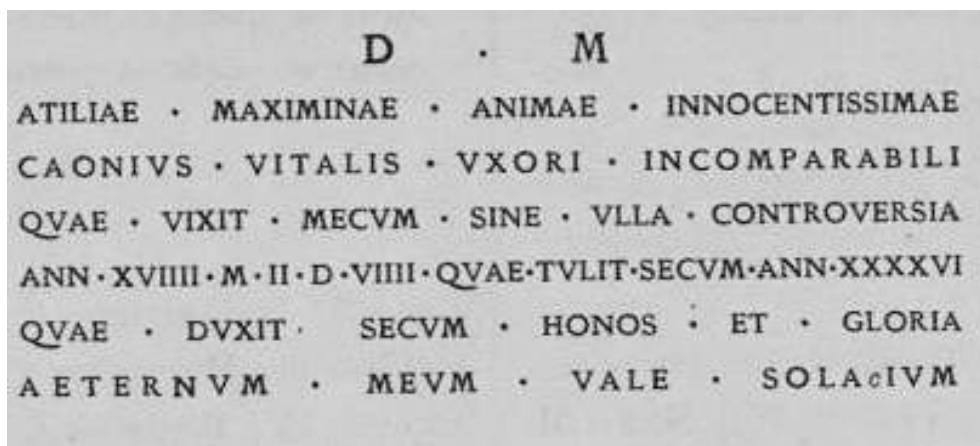 D · M
ATILIAE · MAXIMINAE · ANIMAE · INNOCENTISSIMAE
CAONIVS · VITALIS · VXORI · INCOMPARABILI
QVAE · VIXIT · MECVM · SINE · VLLA · CONTROVERSIA
ANN·XVIIII·M·II·D·VIIII·QVAE·TVLIT·SECVM·ANN·XXXXVI
QVAE · DVXIT · SECVM · HONOS · ET · GLORIA
AETERNVM · MEVM · VALE · SOLAcIVM